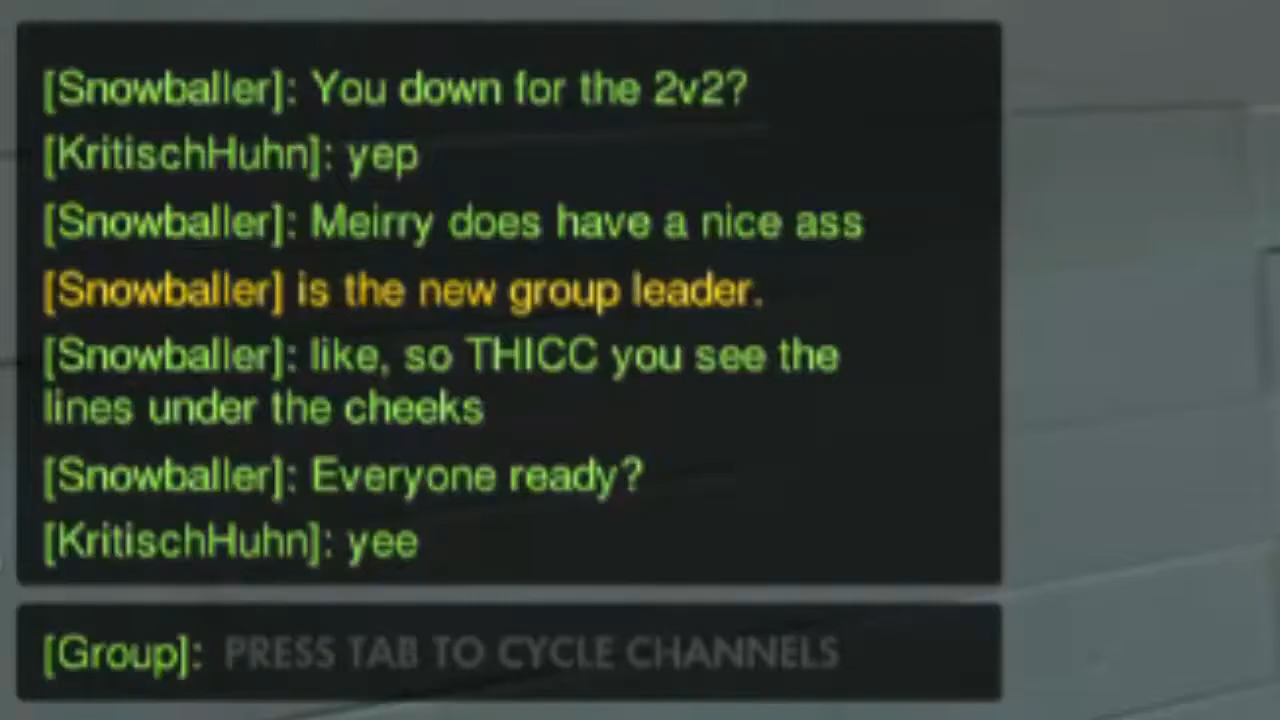 [Snowballer]: You down for the 2v2?
[KritischHuhn]: yep
[Snowballer]: Meirry does have a nice ass
[Snowballer] is the new group leader.
[Snowballer]: like, so THICC you see the
lines under the cheeks
[Snowballer]: Everyone ready?
[KritischHuhn]: yee
[Group]: PRESS TAB TO CYCLE CHANNELS